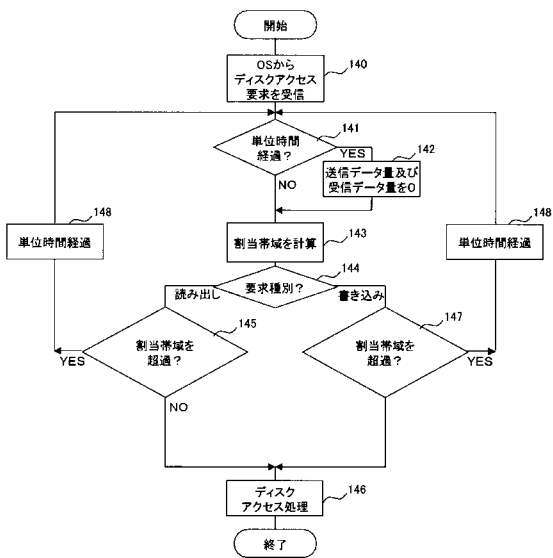 開始
OSから
ディスクアクセス
要求を受信
140
単位時間
経過？
141
YES
142
送信データ量及び
受信データ量を0
NO
148
単位時間経過
148
単位時間経過
割当帯域を計算
143
要求種別？
144
読み出し
書き込み
145
割当帯域を
超過？
YES
NO
147
割当帯域を
超過？
YES
ディスク
アクセス処理
146
終了